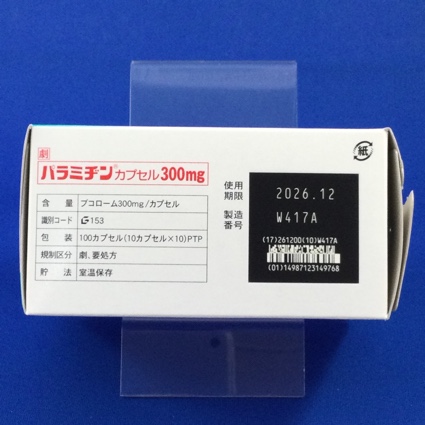 劇
パラミヂン®カプセル300mg
含 量 ブコローム300mg/カプセル
識別コード G153
包 装 100カプセル(10カプセル×10)PTP
規制区分 劇、要処方
貯 法 室温保存
使用
期限
2026.12
製造
番号
W417A
(17)261200(10)W417A
(01)14987123149768
紙